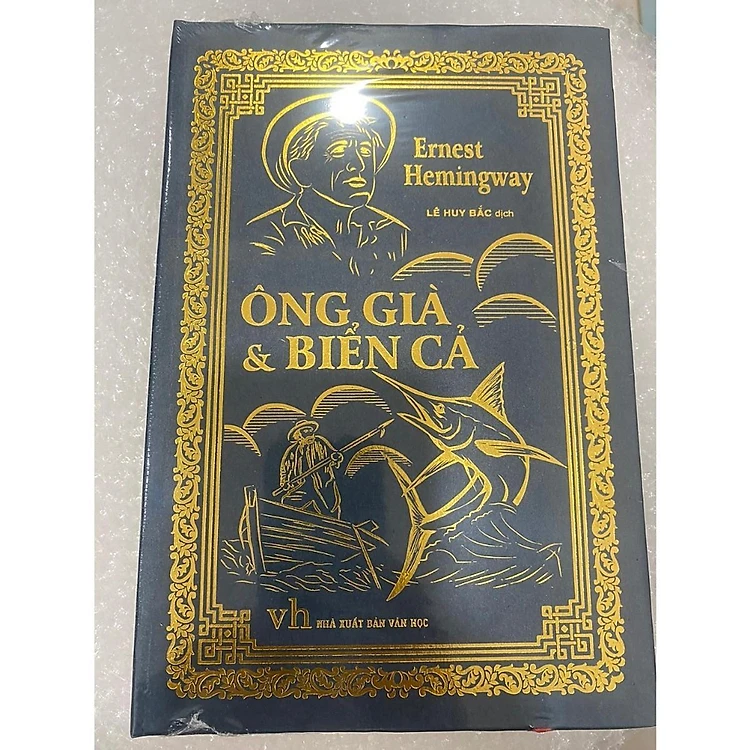 Ernest
Hemingway
LÊ HUY BẮC dịch
ÔNG GIÀ
& BIỂN CẢ
vh NHÀ XUẤT BẢN VĂN HỌC